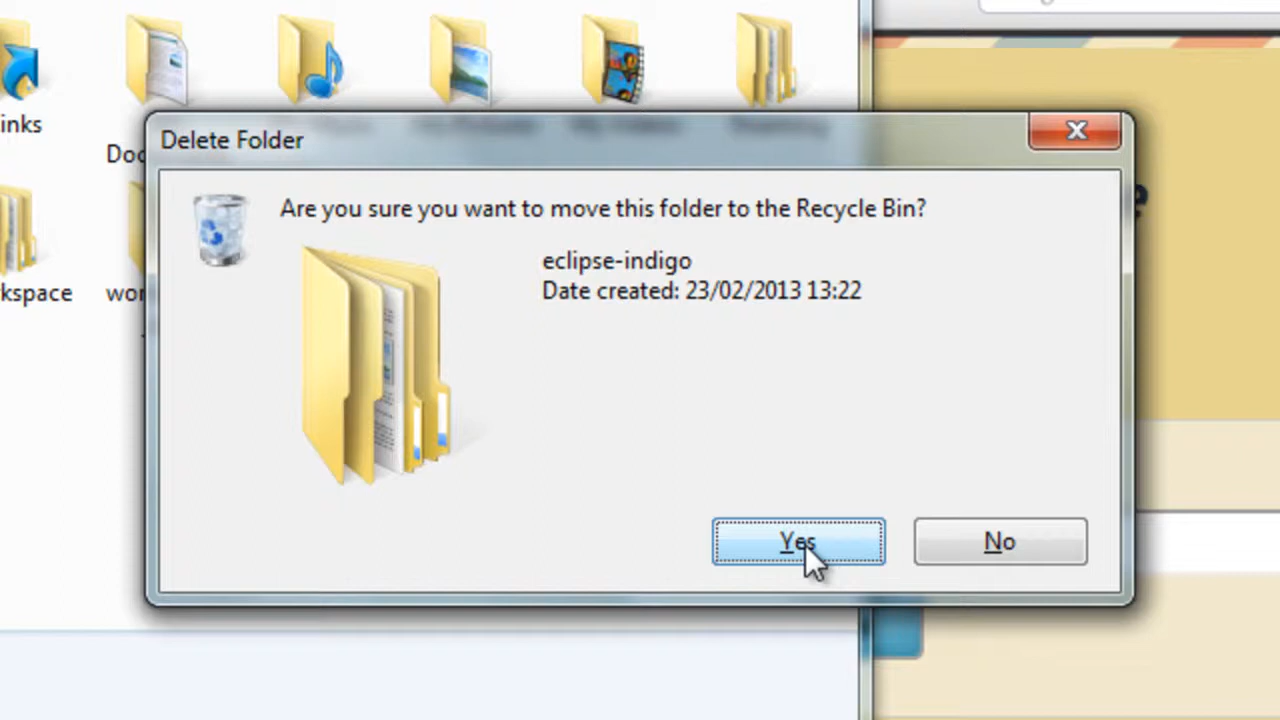 inks
Doc
kspace
wor
Delete Folder
Are you sure you want to move this folder to the Recycle Bin?
eclipse-indigo
Date created: 23/02/2013 13:22
Yes
No
e